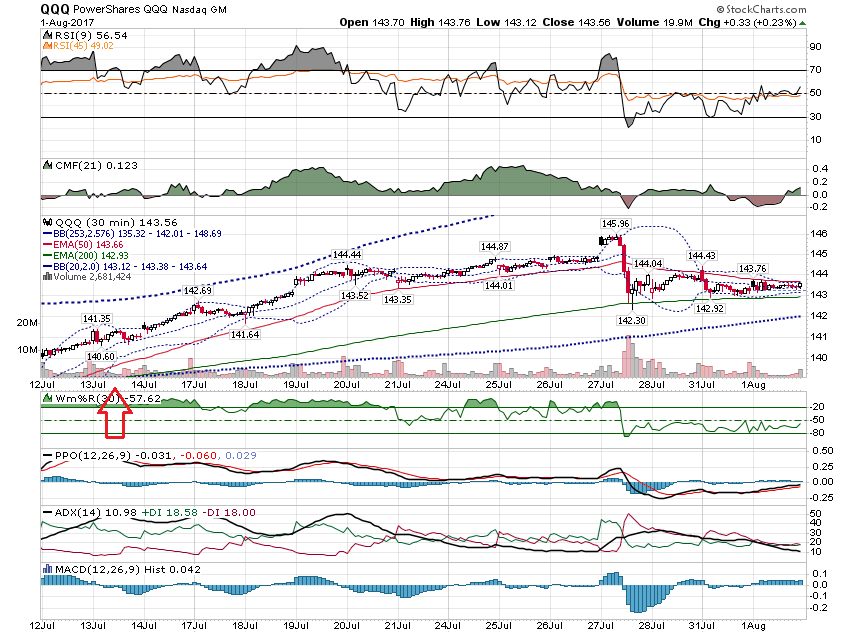 QQQ PowerShares QQQ Nasdaq GM
© StockCharts.com
1-Aug-2017
Open 143.70 High 143.76 Low 143.12 Close 143.56 Volume 19.9M Chg +0.33 (+0.23%)
RSI(9) 56.54
RSI(45) 49.02
90
70
50
30
10
CMF(21) 0.123
0.4
0.2
0.0
-0.2
QQQ (30 min) 143.56
BB(253,2.576) 135.32 - 142.01 - 148.69
EMA(50) 143.66
EMA(200) 142.93
BB(20,2.0) 143.12 - 143.38 - 143.64
Volume 2,681,424
145.96
144.87
144.44
144.04
144.43
143.76
144.01
143.52
143.35
142.69
142.92
142.30
141.64
141.35
140.60
146
145
144
143
142
141
140
20M
10M
12Jul 13Jul 14Jul 17Jul 18Jul 19Jul 20Jul 21Jul 24Jul 25Jul 26Jul 27Jul 28Jul 31Jul 1Aug
Wm%R(30) -57.62
-20
-50
-80
PPO(12,26,9) -0.031, -0.060, 0.029
0.50
0.25
0.00
-0.25
ADX(14) 10.98 +DI 18.58 -DI 18.00
50
40
30
20
10
MACD(12,26,9) Hist 0.042
0.1
0.0
-0.1
-0.2
12Jul 13Jul 14Jul 17Jul 18Jul 19Jul 20Jul 21Jul 24Jul 25Jul 26Jul 27Jul 28Jul 31Jul 1Aug